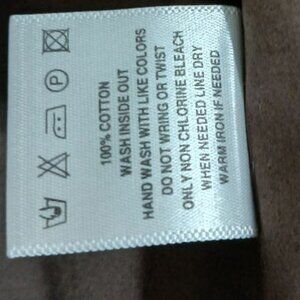 100% COTTON
WASH INSIDE OUT
HAND WASH WITH LIKE COLORS
DO NOT WRING OR TWIST
ONLY NON CHLORINE BLEACH
WHEN NEEDED LINE DRY
WARM IRON IF NEEDED